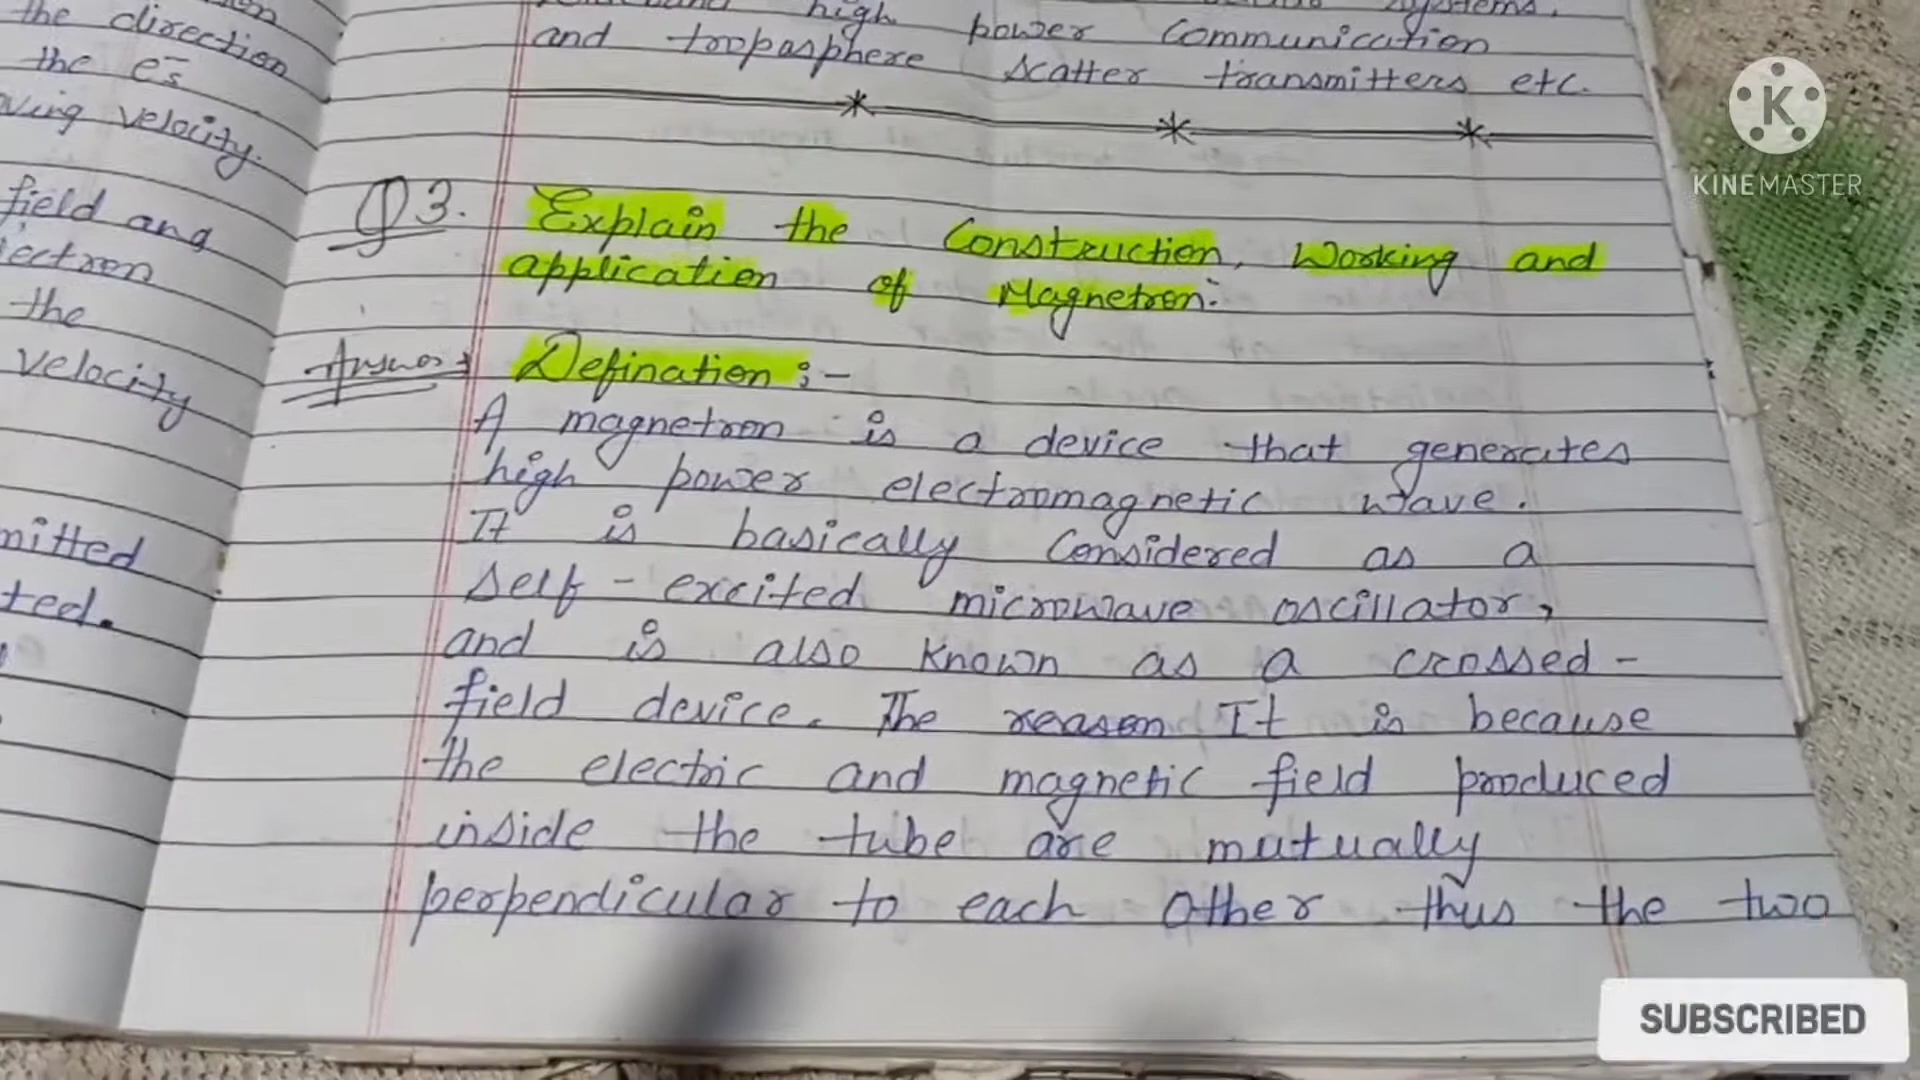 the direction
the e⁻s
velocity.
field and
the
velocity
high power Communication
and tropasphere scatter transmitters etc.
Q3. Explain the Construction, Working and
application of Magnetron:
Answer → Defination :-
A magnetron is a device that generates
high power electromagnetic wave.
It is basically Considered as a
self-excited microwave oscillator,
and is also known as a crossed-
field device. The reason It is because
the electric and magnetic field produced
inside the tube are mutually
perpendicular to each other thus the two
K
KINEMASTER
SUBSCRIBED